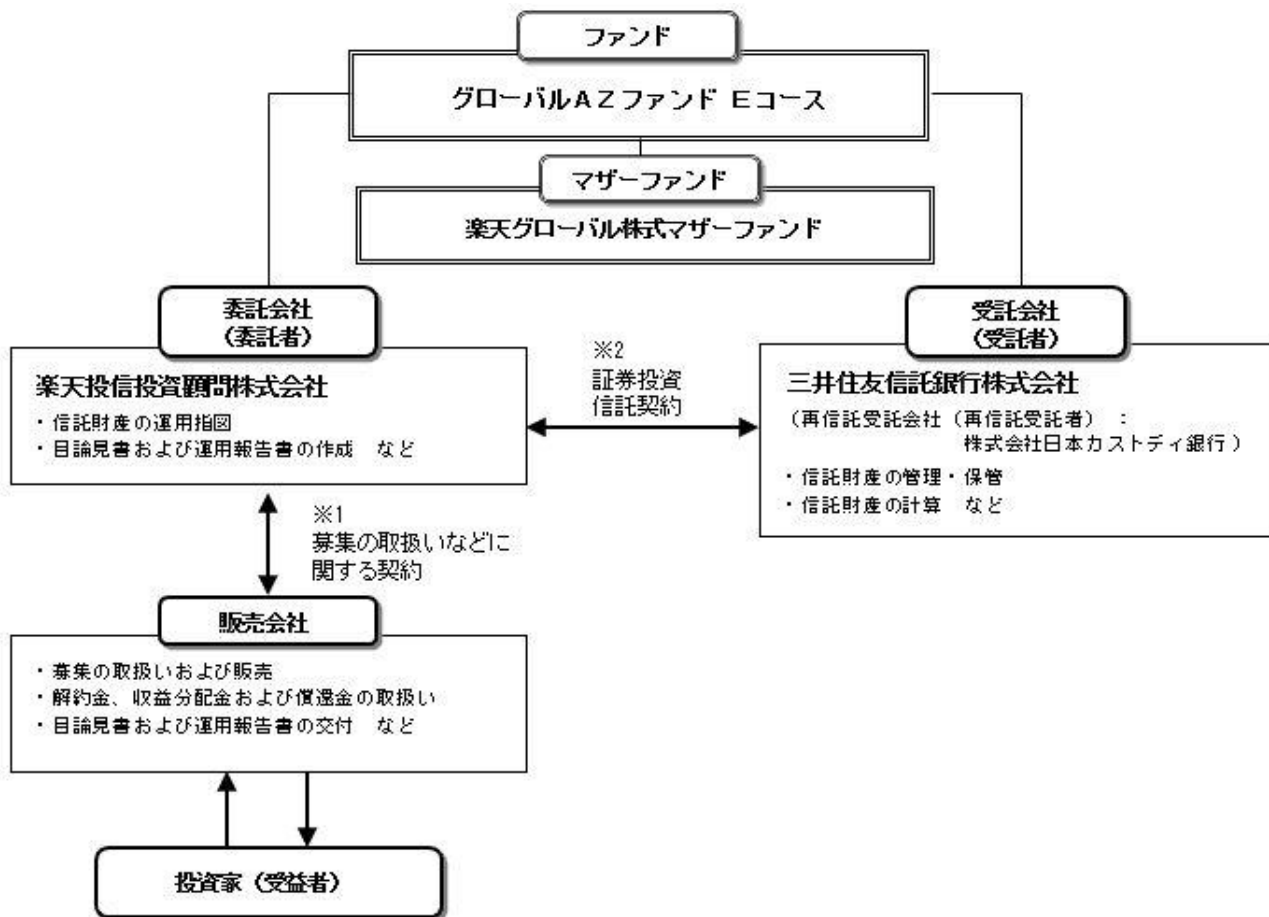 ファンド
グローバルAZファンド Eコース
マザーファンド
楽天グローバル株式マザーファンド
委託会社
(委託者)
楽天投信投資顧問株式会社
・信託財産の運用指図
・目論見書および運用報告書の作成 など
※2
証券投資
信託契約
受託会社
(受託者)
三井住友信託銀行株式会社
(再信託受託会社(再信託受託者) :
株式会社日本カストディ銀行)
・信託財産の管理・保管
・信託財産の計算 など
※1
募集の取扱いなどに
関する契約
販売会社
・募集の取扱いおよび販売
・解約金、収益分配金および償還金の取扱い
・目論見書および運用報告書の交付 など
投資家(受益者)